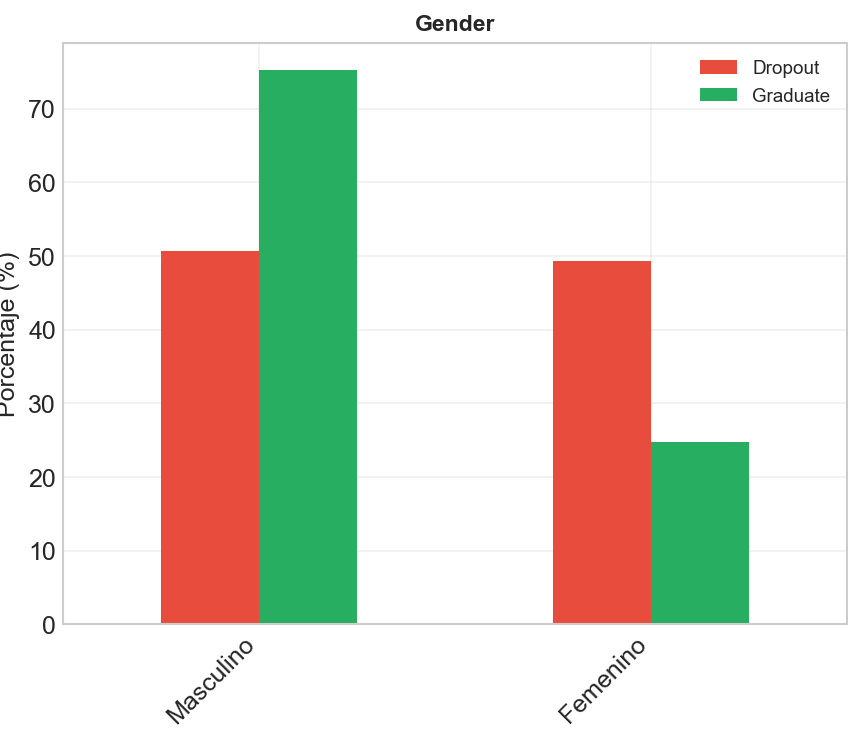 Gender
Dropout
Graduate
Porcentaje (%)
70
60
50
40
30
20
10
0
Masculino
Femenino